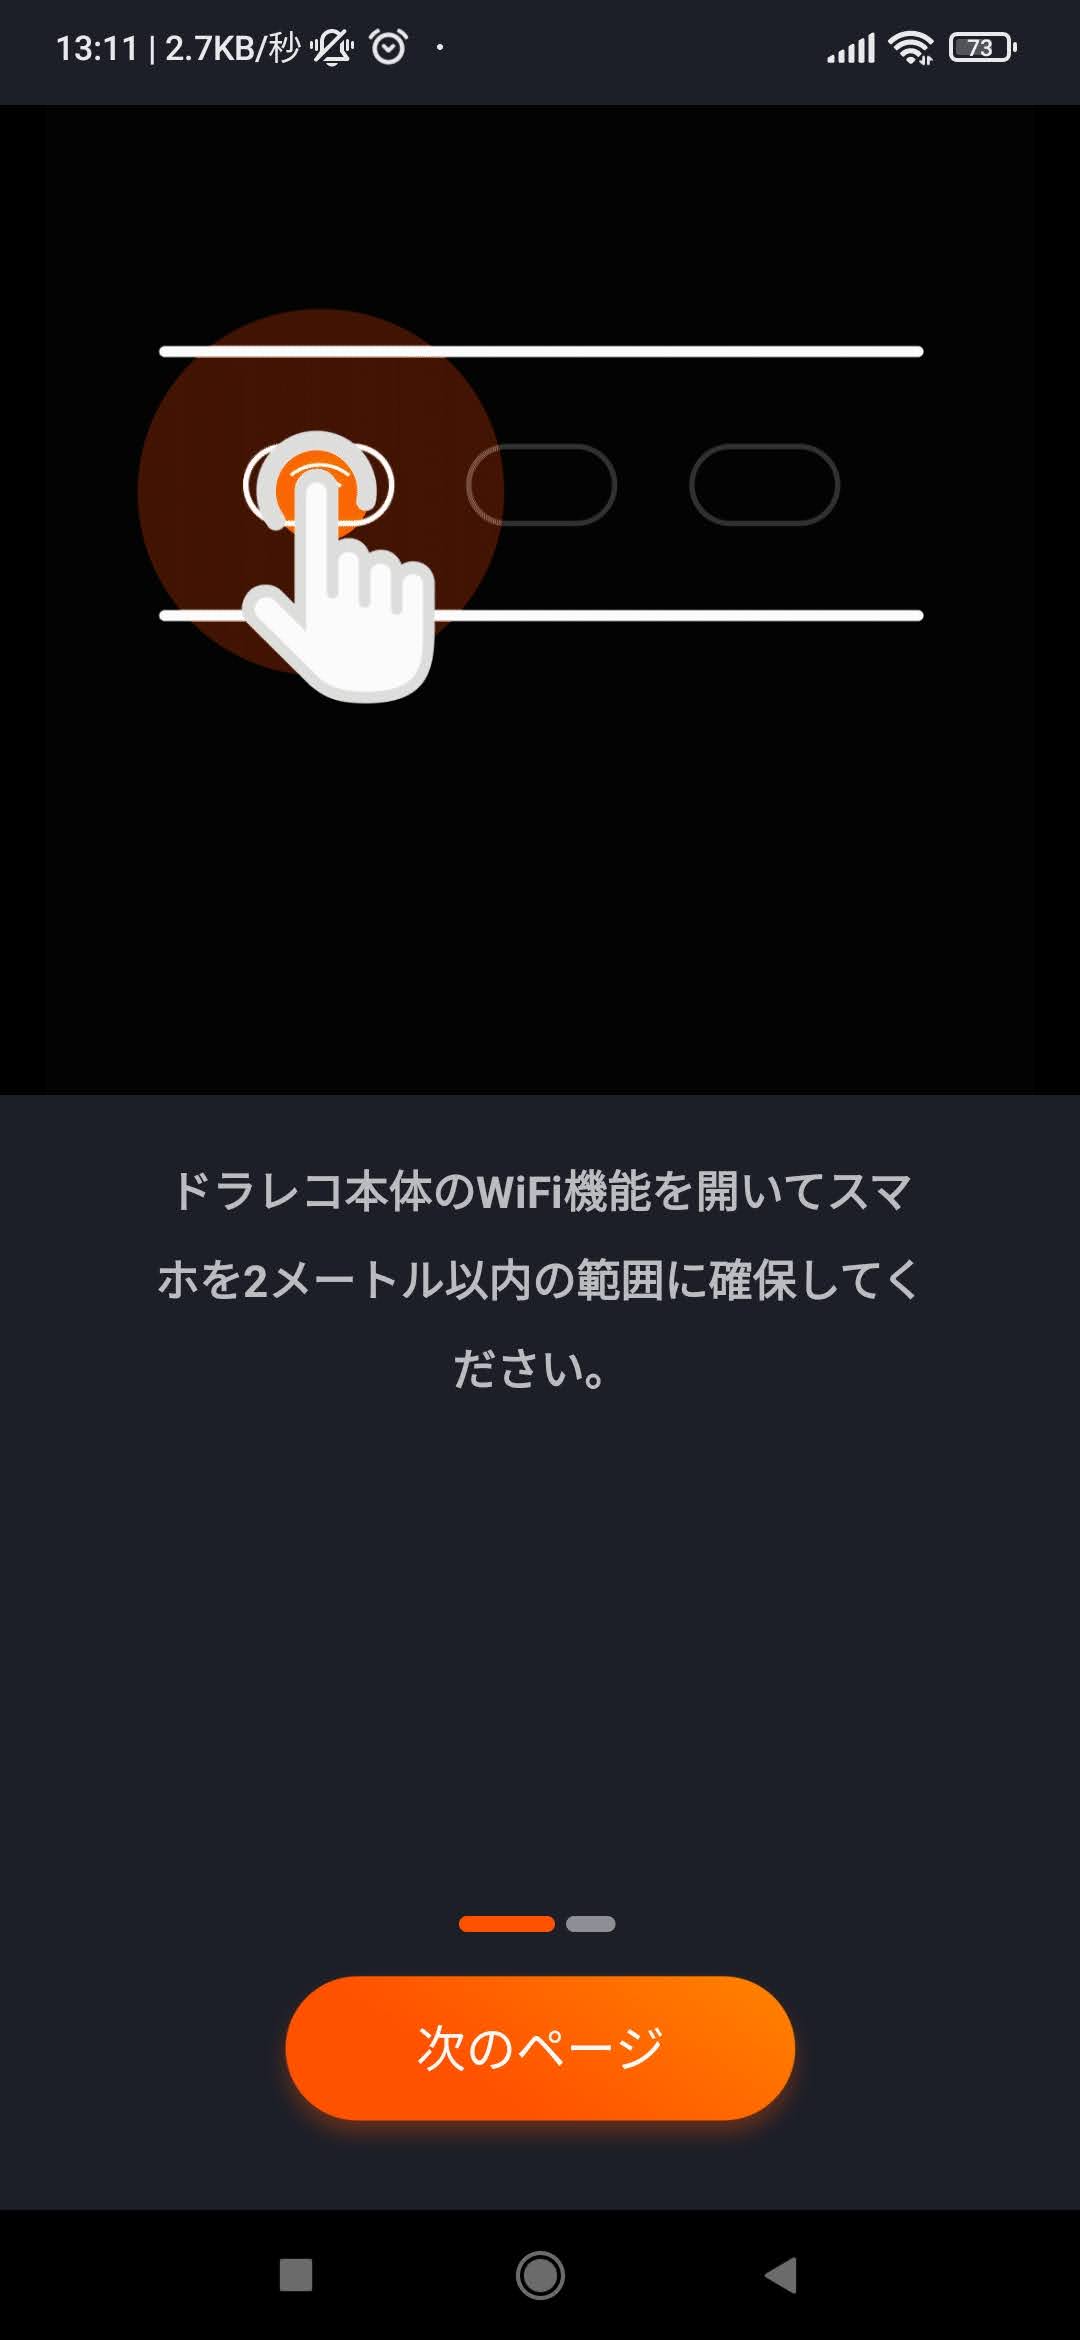 13:11 | 2.7KB/秒
73
ドラレコ本体のWiFi機能を開いてスマ
ホを2メートル以内の範囲に確保してく
ださい。
次のページ